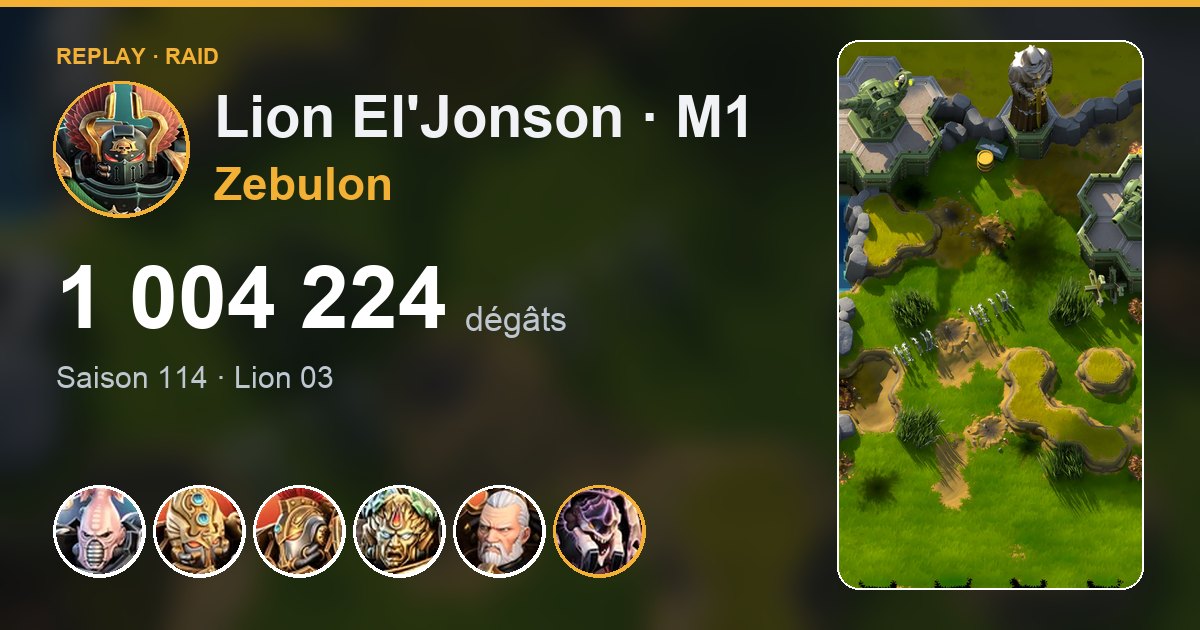 REPLAY · RAID
Lion El'Jonson · M1
Zebulon
1 004 224 dégâts
Saison 114 · Lion 03